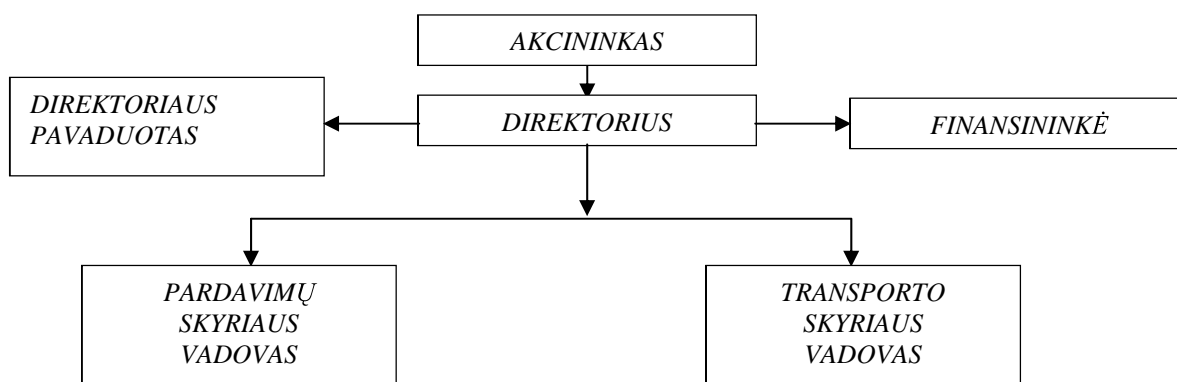 AKCININKAS
DIREKTORIAUS
PAVADUOTAS
DIREKTORIUS
FINANSININKĖ
PARDAVIMŲ
SKYRIAUS
VADOVAS
TRANSPORTO
SKYRIAUS
VADOVAS